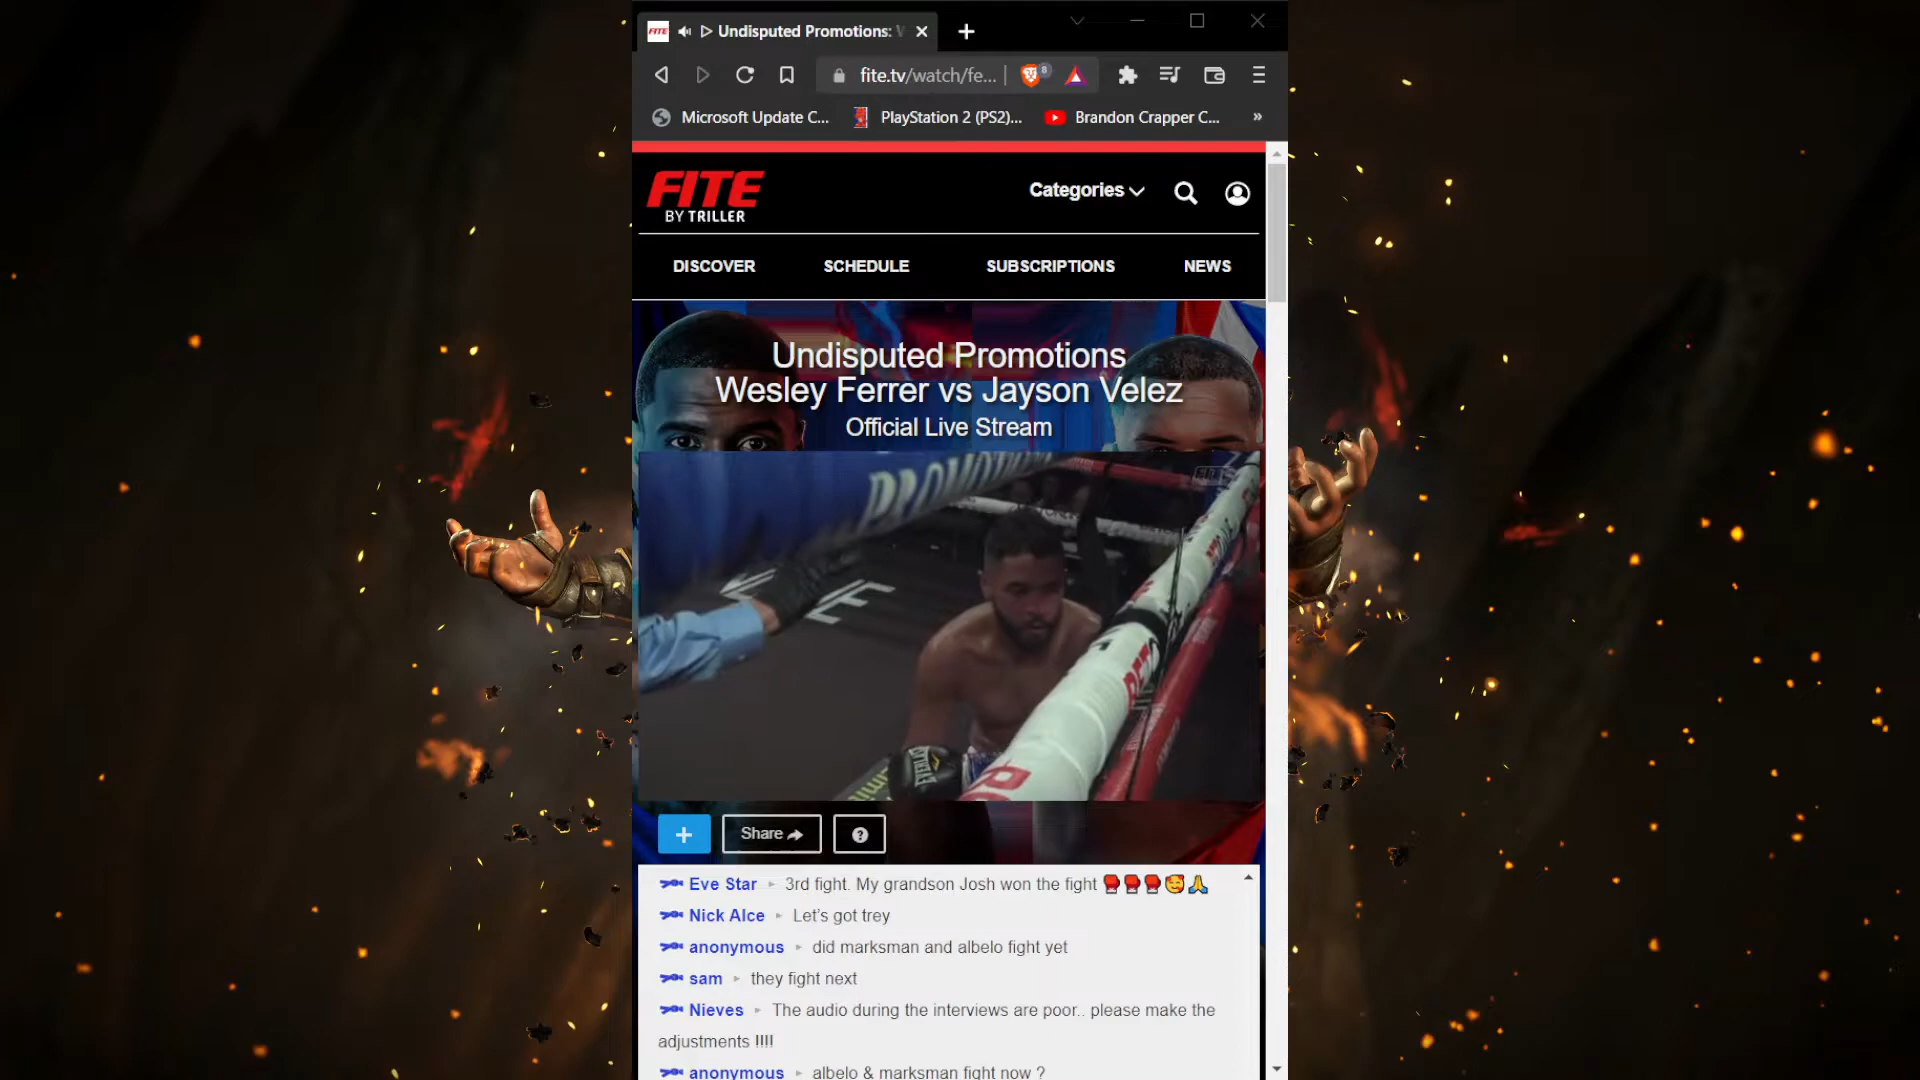 FITE
Undisputed Promotions: W
fite.tv/watch/fe...
8
Microsoft Update C...
PlayStation 2 (PS2)...
Brandon Crapper C...
»
FITE
BY TRILLER
Categories
DISCOVER
SCHEDULE
SUBSCRIPTIONS
NEWS
Undisputed Promotions
Wesley Ferrer vs Jayson Velez
Official Live Stream
FITE
+
Share
?
Eve Star ▸ 3rd fight. My grandson Josh won the fight 🥊🥊🥊🥰🙏
Nick Alce ▸ Let's got trey
anonymous ▸ did marksman and albelo fight yet
sam ▸ they fight next
Nieves ▸ The audio during the interviews are poor.. please make the
adjustments !!!!
anonymous ▸ albelo & marksman fight now ?